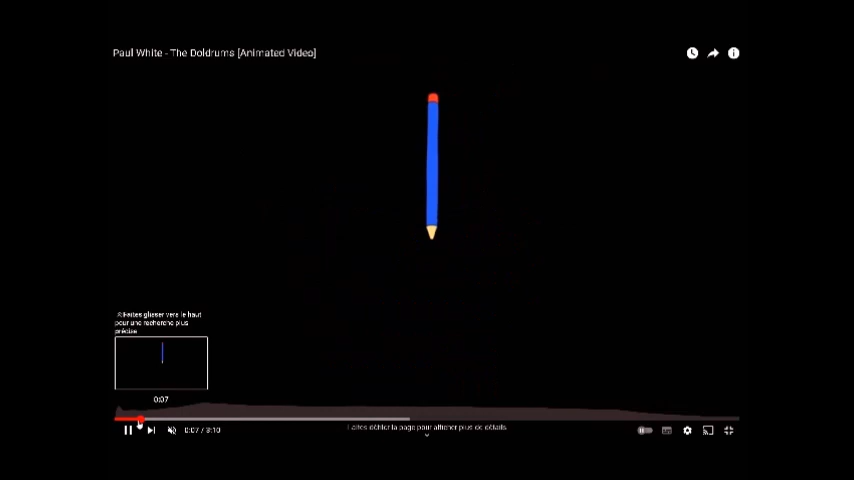 Paul White - The Doldrums [Animated Video]
Faites glisser vers le haut
pour une recherche plus
précise
0:07
0:07 / 3:10
Faites défiler la page pour afficher plus de détails